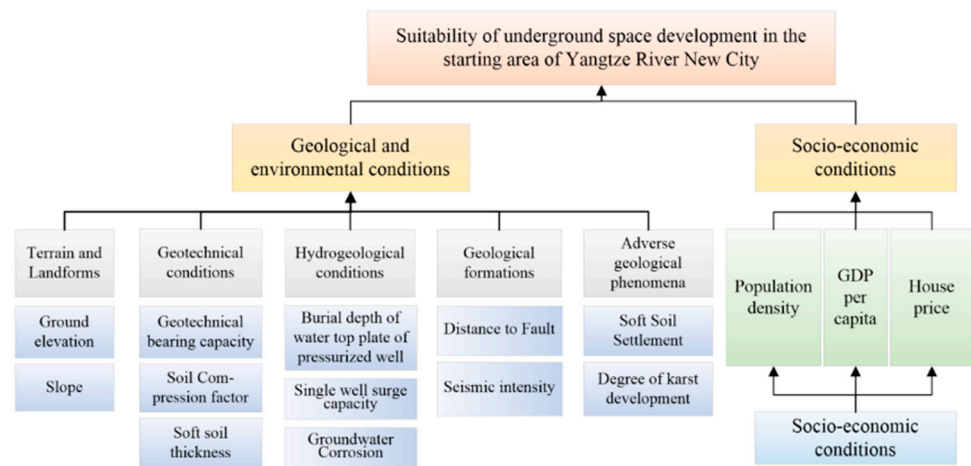 Suitability of underground space development in the
starting area of Yangtze River New City
Geological and
environmental conditions
Socio-economic
conditions
Terrain and
Landforms
Geotechnical
conditions
Hydrogeological
conditions
Geological
formations
Adverse
geological
phenomena
Population
density
GDP
per
capita
House
price
Ground
elevation
Geotechnical
bearing capacity
Burial depth of
water top plate of
pressurized well
Distance to Fault
Soft Soil
Settlement
Slope
Soil Com-
pression factor
Single well surge
capacity
Seismic intensity
Degree of karst
development
Soft soil
thickness
Groundwater
Corrosion
Socio-economic
conditions